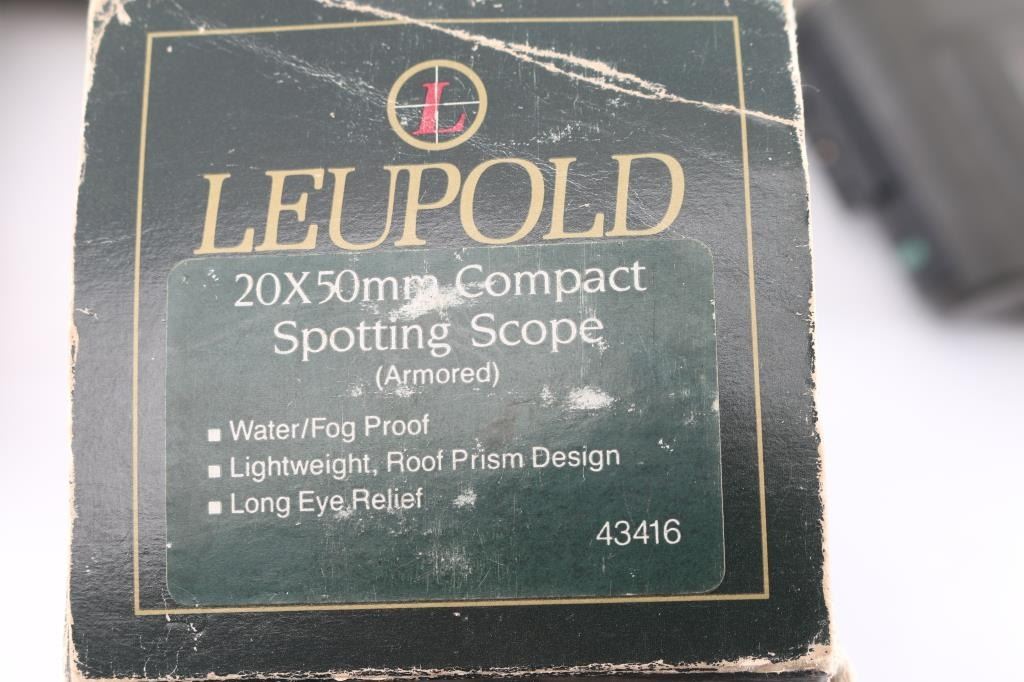 L
LEUPOLD
20X50mm Compact
Spotting Scope
(Armored)
▪ Water/Fog Proof
▪ Lightweight, Roof Prism Design
▪ Long Eye Relief
43416